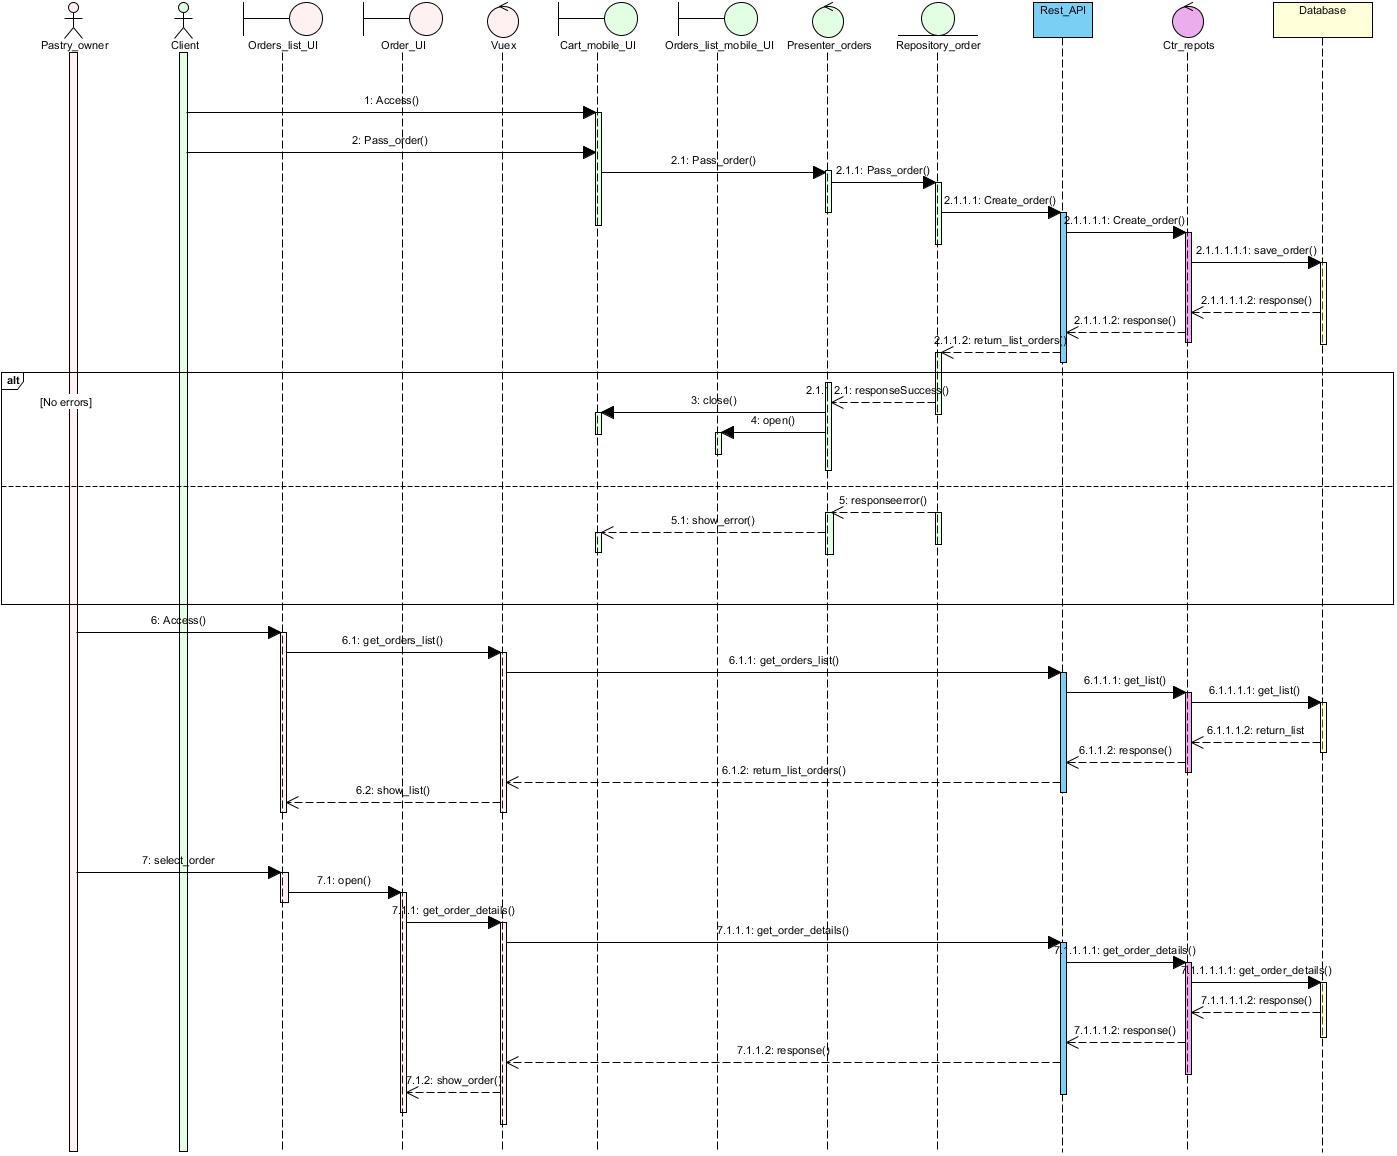 Pastry_owner
Client
Orders_list_UI
Order_UI
Vuex
Cart_mobile_UI
Orders_list_mobile_UI
Presenter_orders
Repository_order
Rest_API
Ctr_repots
Database
1: Access()
2: Pass_order()
2.1: Pass_order()
2.1.1: Pass_order()
2.1.1.1: Create_order()
2.1.1.1.1: Create_order()
2.1.1.1.1.1: save_order()
2.1.1.1.1.2: response()
2.1.1.1.2: response()
2.1.1.2: return_list_orders()
alt
[No errors]
2.1.1.2.1: responseSuccess()
3: close()
4: open()
5: responseerror()
5.1: show_error()
6: Access()
6.1: get_orders_list()
6.1.1: get_orders_list()
6.1.1.1: get_list()
6.1.1.1.1: get_list()
6.1.1.1.2: return_list
6.1.1.2: response()
6.1.2: return_list_orders()
6.2: show_list()
7: select_order
7.1: open()
7.1.1: get_order_details()
7.1.1.1: get_order_details()
7.1.1.1.1: get_order_details()
7.1.1.1.1.1: get_order_details()
7.1.1.1.1.2: response()
7.1.1.1.2: response()
7.1.1.2: response()
7.1.2: show_order()